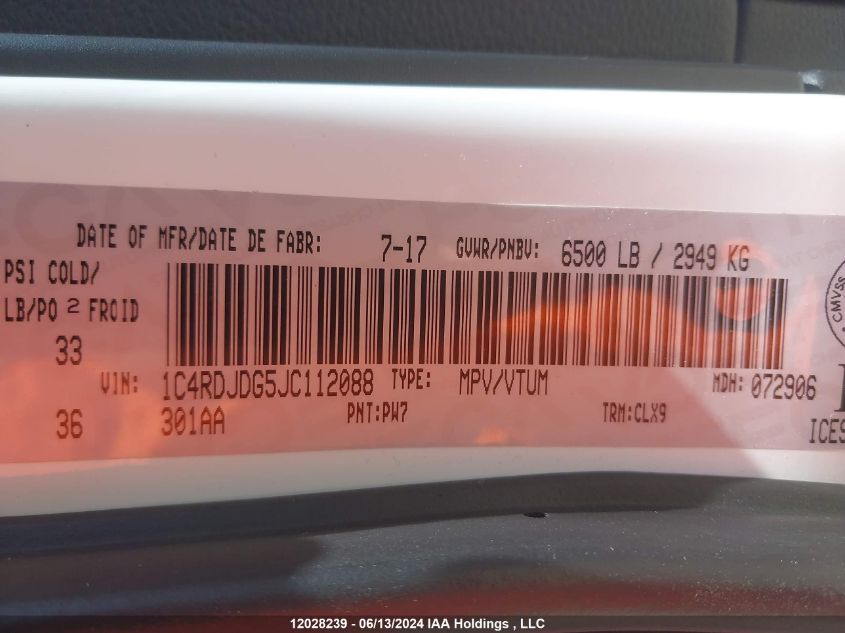 DATE OF MFR/DATE DE FABR: 7-17 GVWR/PNBV: 6500 LB / 2949 KG
PSI COLD/
LB/PO 2 FROID
33
VIN: 1C4RDJDG5JC112088 TYPE: MPV/VTUM MDH: 072906
36 301AA PNT:PW7 TRM:CLX9
CMVSS
ICES
12028239 - 06/13/2024 IAA Holdings , LLC